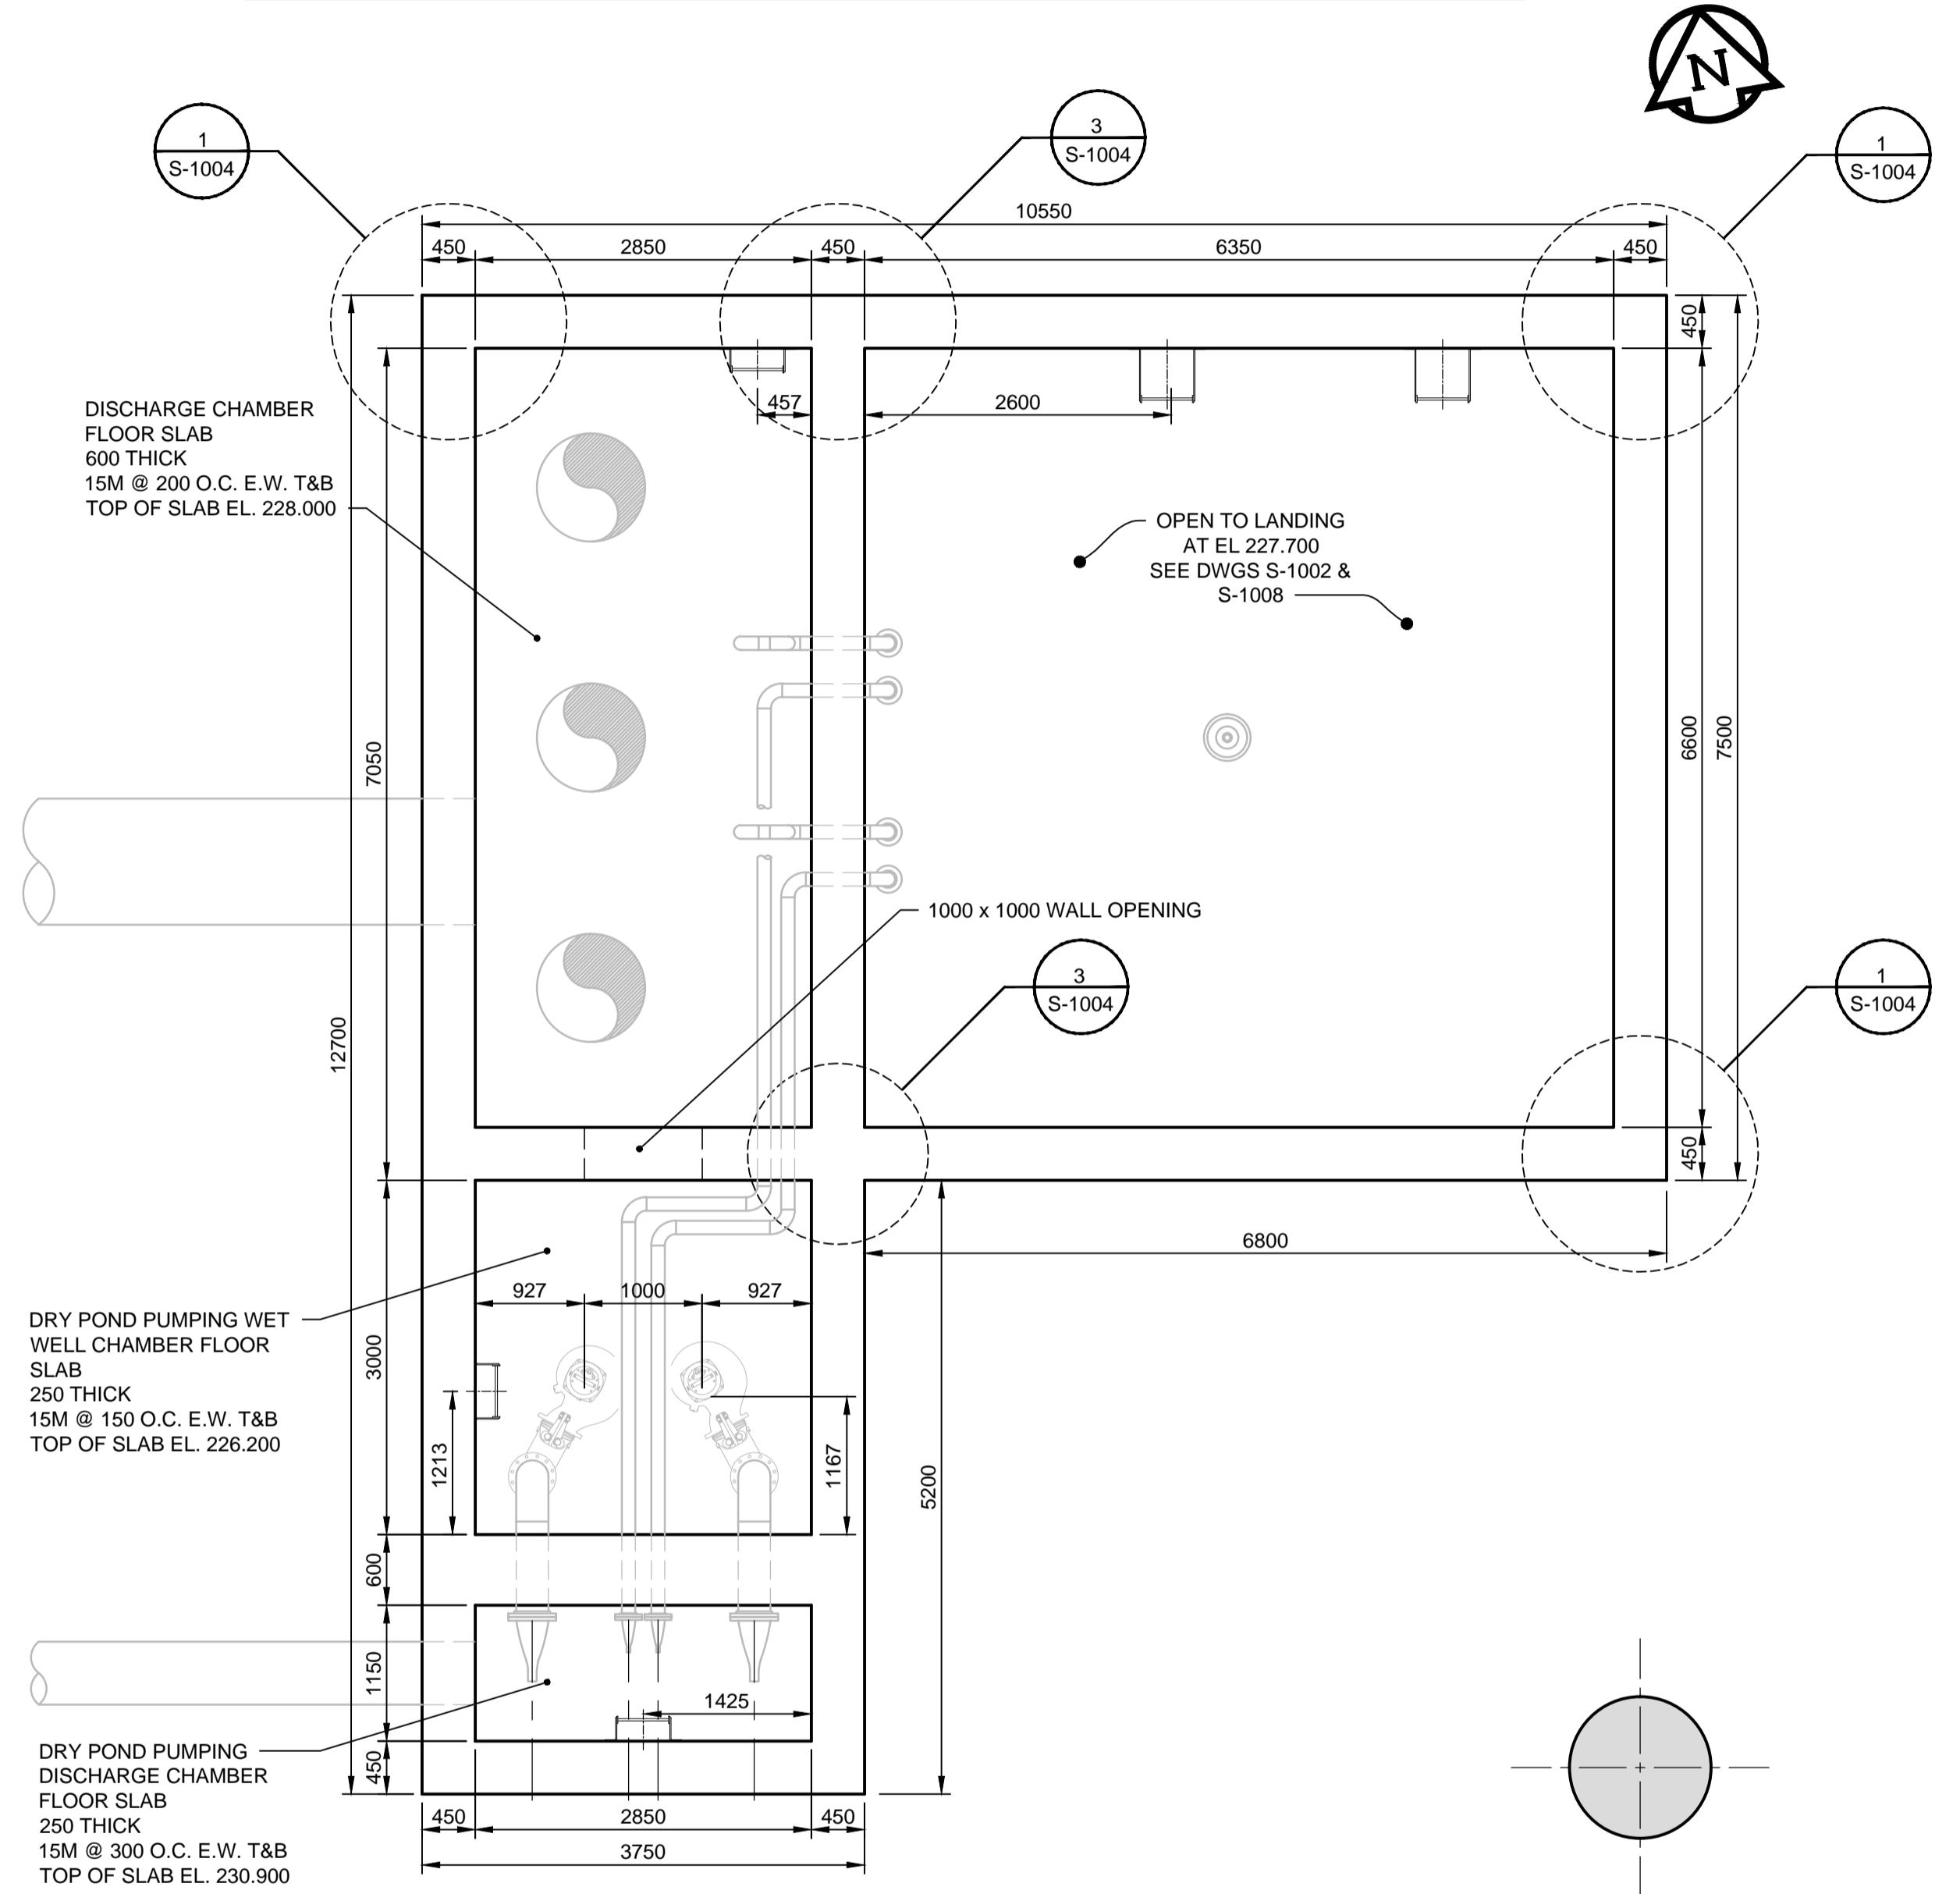 N
1
S-1004
3
S-1004
1
S-1004
10550
450
2850
450
6350
450
450
457
2600
DISCHARGE CHAMBER
FLOOR SLAB
600 THICK
15M @ 200 O.C. E.W. T&B
TOP OF SLAB EL. 228.000
OPEN TO LANDING
AT EL 227.700
SEE DWGS S-1002 &
S-1008
7050
6600
7500
1000 x 1000 WALL OPENING
3
S-1004
1
S-1004
12700
450
6800
927
1000
927
DRY POND PUMPING WET
WELL CHAMBER FLOOR
SLAB
250 THICK
15M @ 150 O.C. E.W. T&B
TOP OF SLAB EL. 226.200
3000
1213
1167
5200
600
1150
1425
DRY POND PUMPING
DISCHARGE CHAMBER
FLOOR SLAB
250 THICK
15M @ 300 O.C. E.W. T&B
TOP OF SLAB EL. 230.900
450
450
2850
450
3750